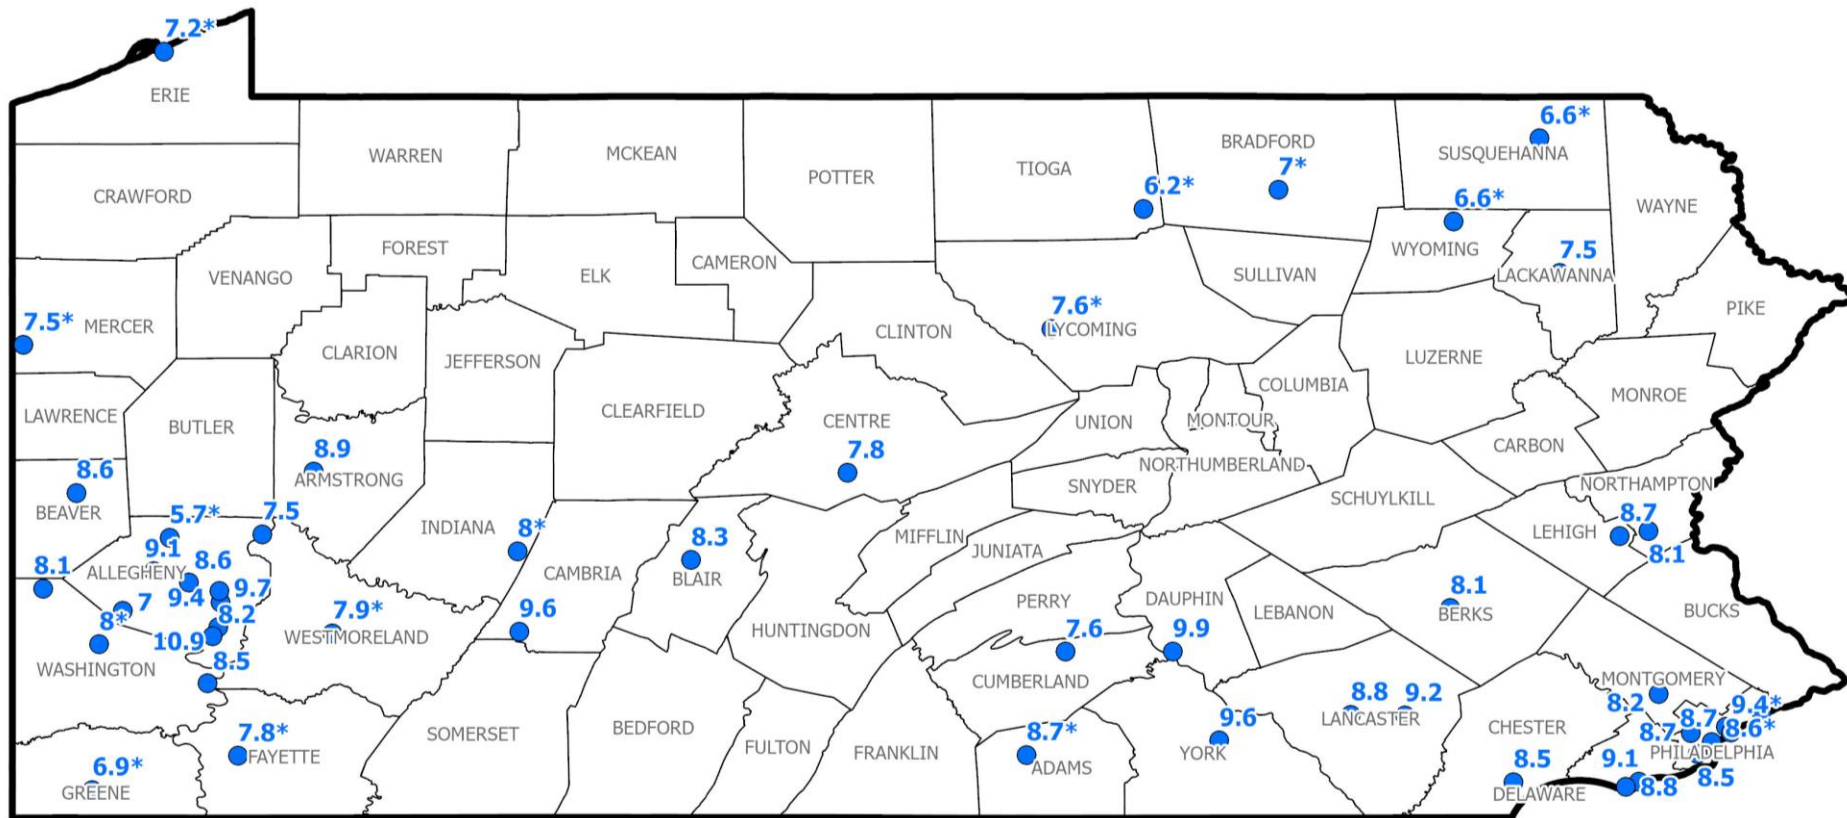 7.2*
ERIE
6.6*
WARREN
MCKEAN
BRADFORD
SUSQUEHANNA
TIOGA
POTTER
7*
6.2*
CRAWFORD
6.6*
WAYNE
FOREST
WYOMING
7.5
CAMERON
VENANGO
ELK
SULLIVAN
LACKAWANNA
7.6*
PIKE
7.5*
MERCER
LYCOMING
CLINTON
CLARION
JEFFERSON
LUZERNE
COLUMBIA
MONROE
LAWRENCE
CLEARFIELD
BUTLER
CENTRE
UNION
MONTOUR
8.9
7.8
CARBON
8.6
ARMSTRONG
NORTHUMBERLAND
SNYDER
NORTHAMPTON
SCHUYLKILL
BEAVER
5.7*
7.5
INDIANA
8*
8.3
MIFFLIN
LEHIGH
8.7
9.1
8.6
JUNIATA
8.1
8.1
ALLEGHENY
CAMBRIA
BLAIR
9.4
9.7
7
8.2
8*
10.9
7.9*
WESTMORELAND
9.6
HUNTINGDON
PERRY
DAUPHIN
LEBANON
8.1
BERKS
BUCKS
7.6
9.9
WASHINGTON
8.5
CUMBERLAND
MONTGOMERY
8.8
9.2
8.2
9.4*
7.8*
SOMERSET
BEDFORD
9.6
LANCASTER
CHESTER
8.7
8.7
8.6*
FAYETTE
FULTON
FRANKLIN
8.7*
YORK
PHILADELPHIA
6.9*
ADAMS
8.5
9.1
8.5
GREENE
DELAWARE
8.8